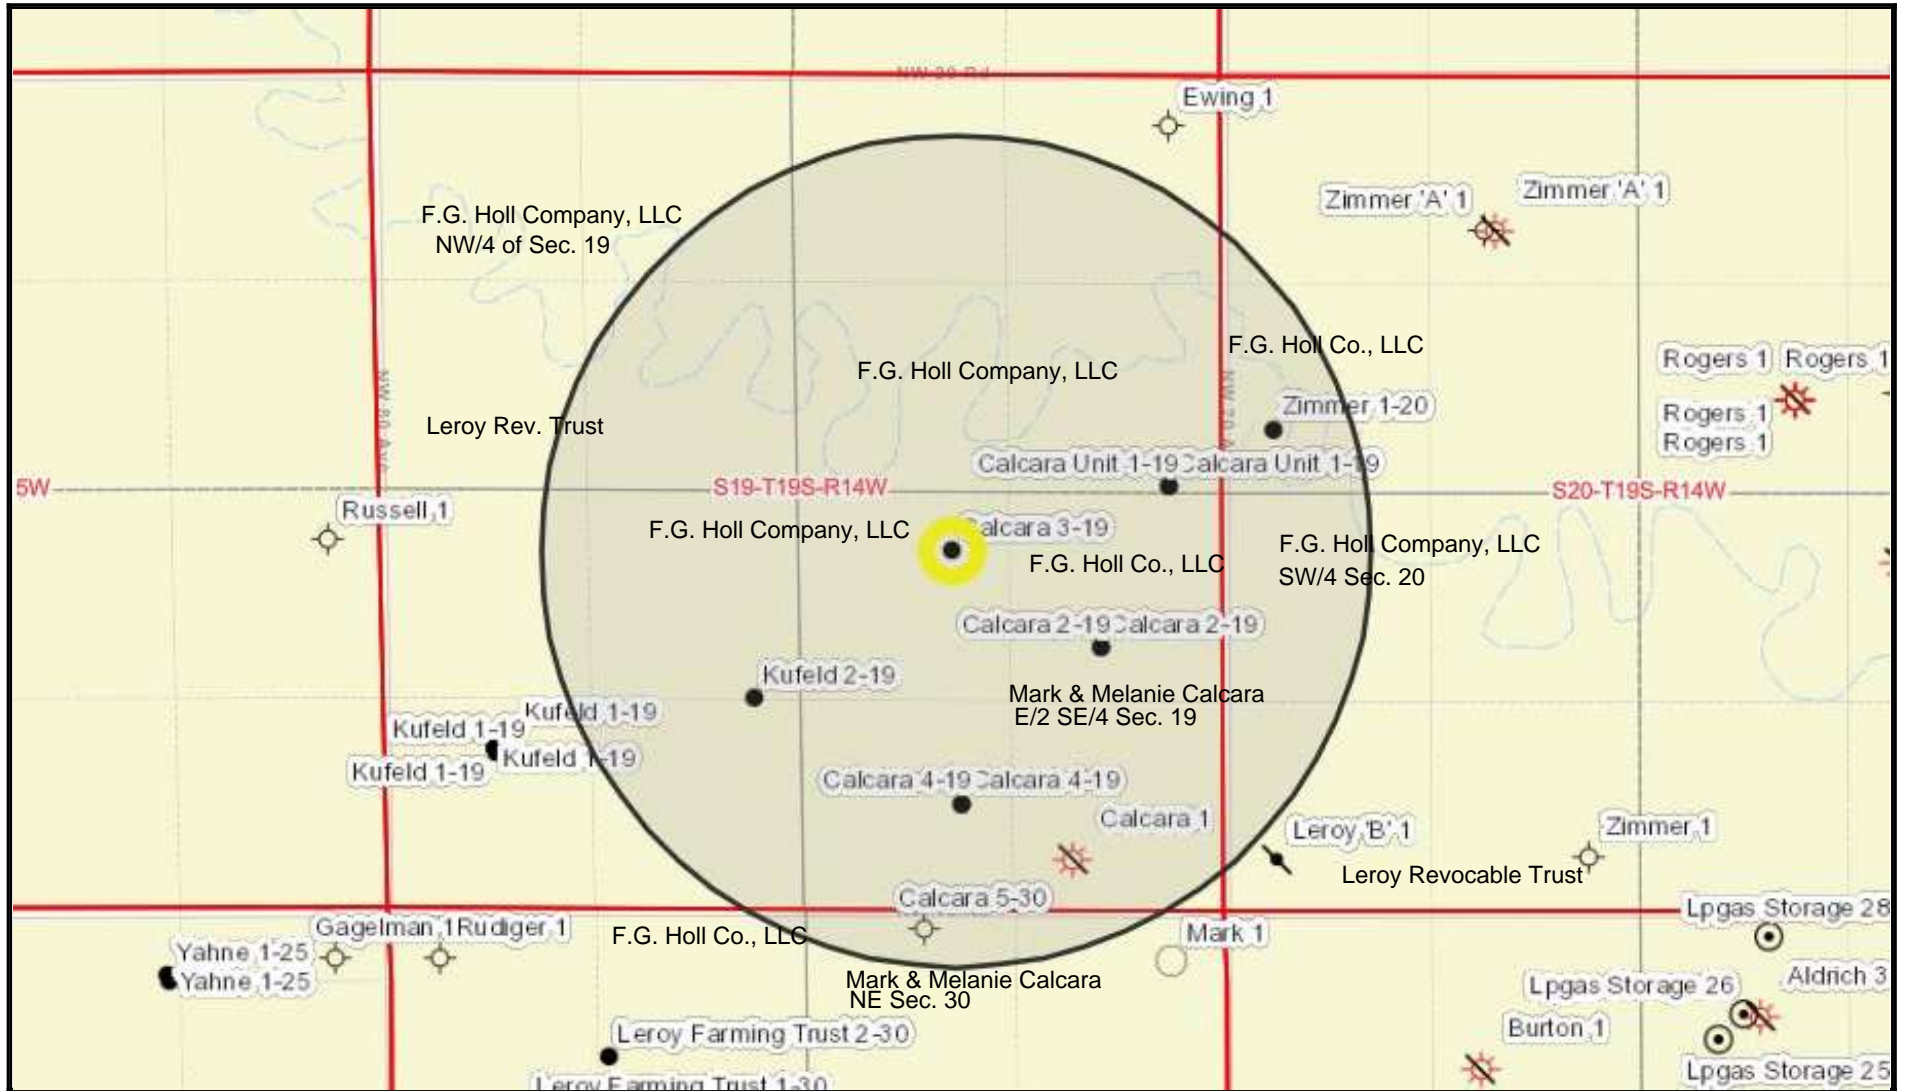 NW 20 Rd
Ewing 1
Zimmer 'A' 1
Zimmer 'A' 1
F.G. Holl Company, LLC
NW/4 of Sec. 19
F.G. Holl Co., LLC
F.G. Holl Company, LLC
Rogers 1
Rogers 1
Rogers 1
Rogers 1
Zimmer 1-20
Leroy Rev. Trust
Calcara Unit 1-19
Calcara Unit 1-19
5W
S19-T19S-R14W
S20-T19S-R14W
Russell 1
F.G. Holl Company, LLC
Calcara 3-19
F.G. Holl Co., LLC
F.G. Holl Company, LLC
SW/4 Sec. 20
Calcara 2-19
Calcara 2-19
Kufeld 2-19
Mark & Melanie Calcara
E/2 SE/4 Sec. 19
Kufeld 1-19
Kufeld 1-19
Kufeld 1-19
Kufeld 1-19
Calcara 4-19
Calcara 4-19
Calcara 1
Leroy 'B' 1
Zimmer 1
Leroy Revocable Trust
Calcara 5-30
Lpgas Storage 28
Gagelman 1
Rudiger 1
F.G. Holl Co., LLC
Mark 1
Yahne 1-25
Yahne 1-25
Mark & Melanie Calcara
NE Sec. 30
Lpgas Storage 26
Aldrich 3
Leroy Farming Trust 2-30
Burton 1
Lpgas Storage 25
Leroy Farming Trust 1-30